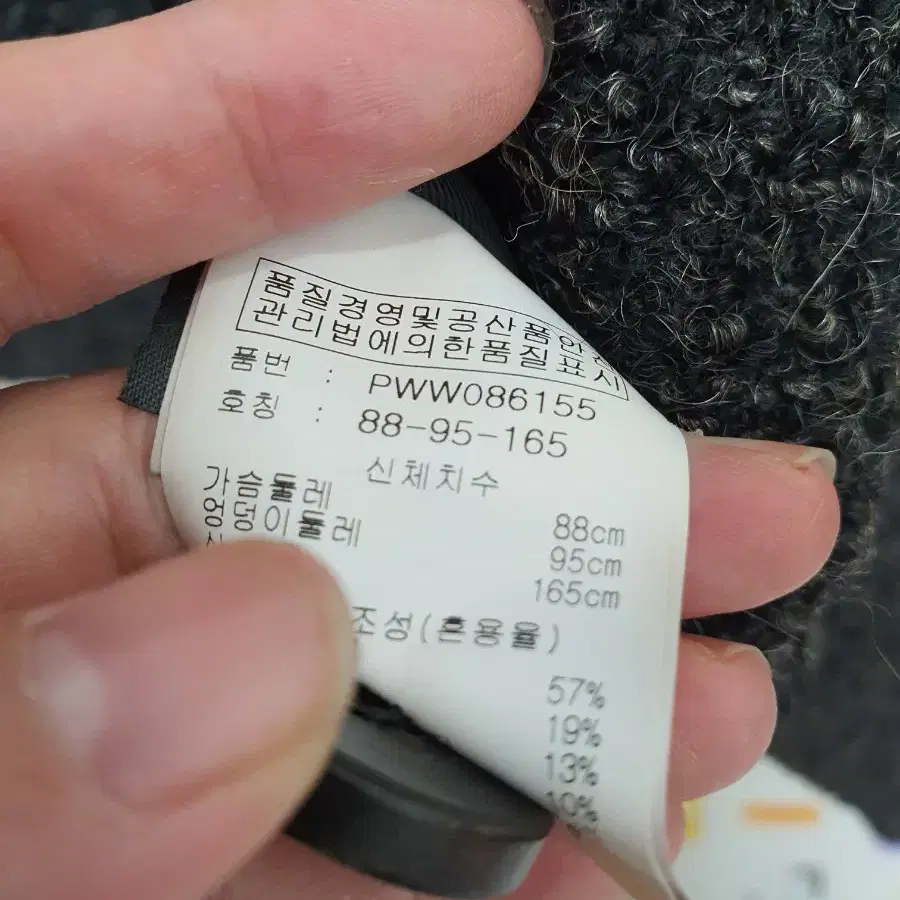 품질경영및공산품안전
관리법에의한품질표시
품번 : PWW086155
호칭 : 88-95-165
신체치수
가슴둘레 88cm
엉덩이둘레 95cm
165cm
조성(혼용율)
57%
19%
13%
10%